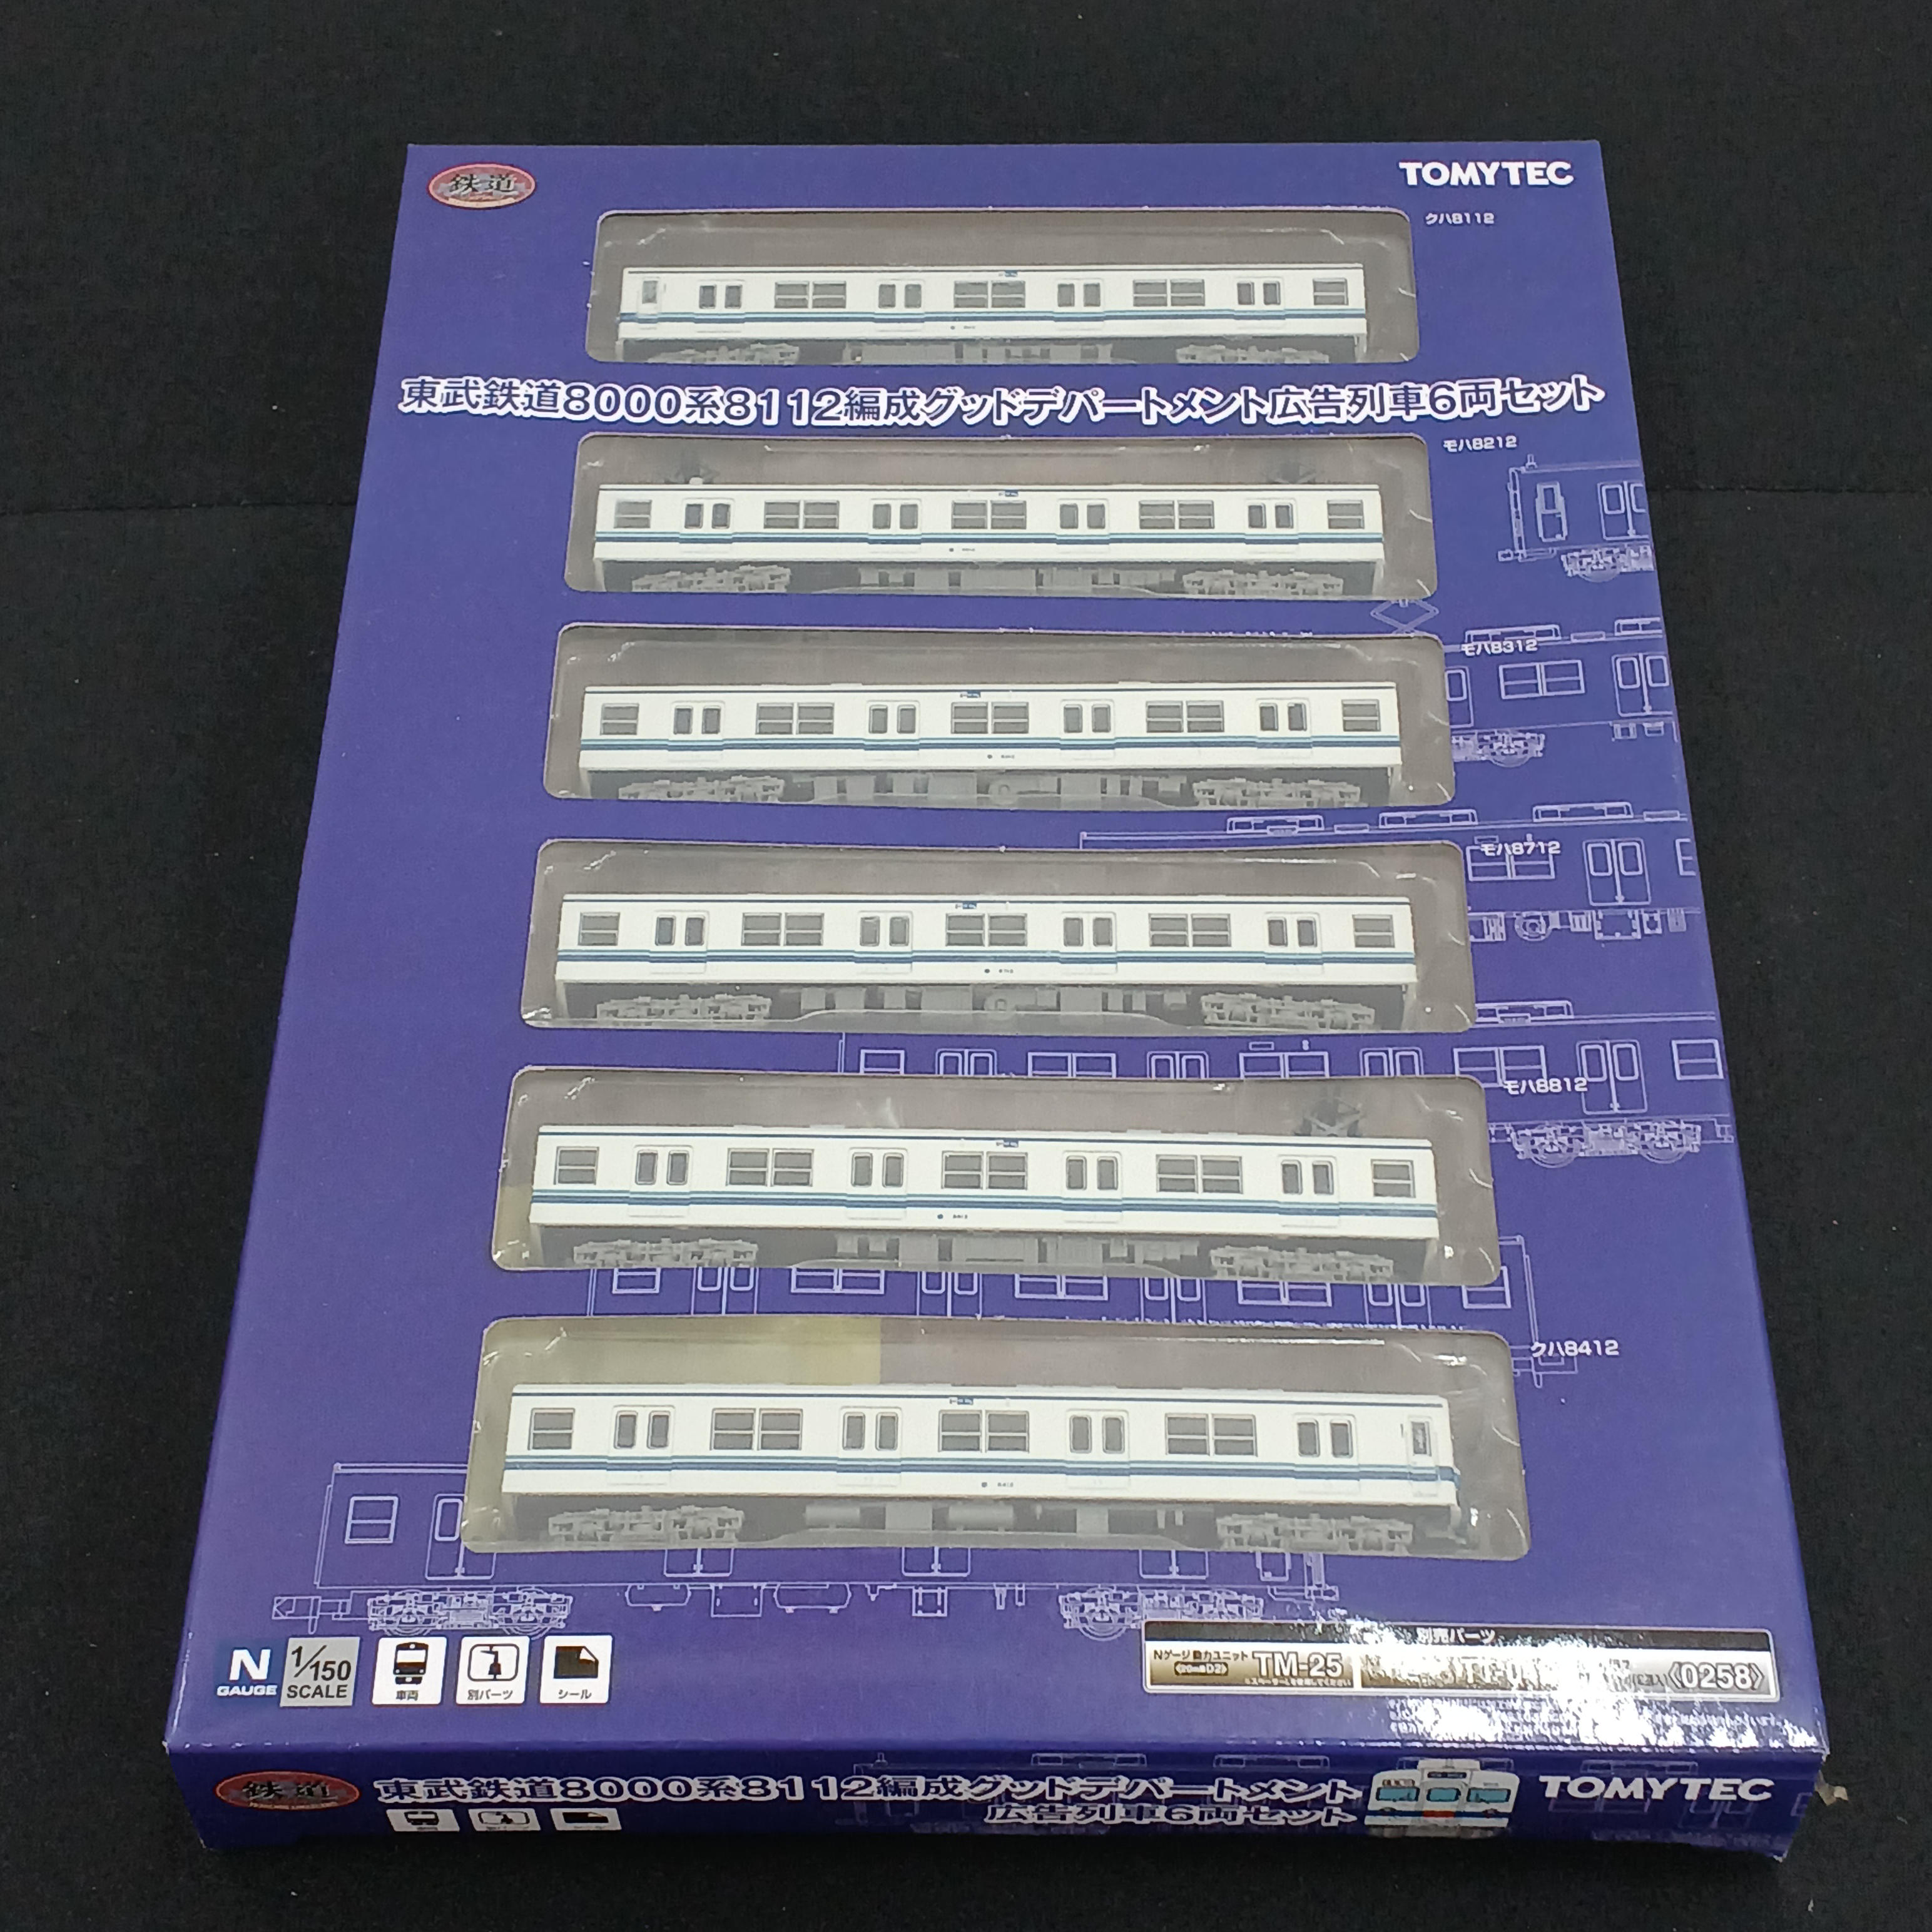 鉄道
TOMYTEC
クハ8112
東武鉄道8000系8112編成グッドデパートメント広告列車6両セット
モハ8212
モハ8312
モハ8712
モハ8812
クハ8412
N GAUGE
1/150 SCALE
車両
別パーツ
シール
別売パーツ
Nゲージ動力ユニット
TM-25
〈0258〉
鉄道
東武鉄道8000系8112編成グッドデパートメント
広告列車6両セット
TOMYTEC